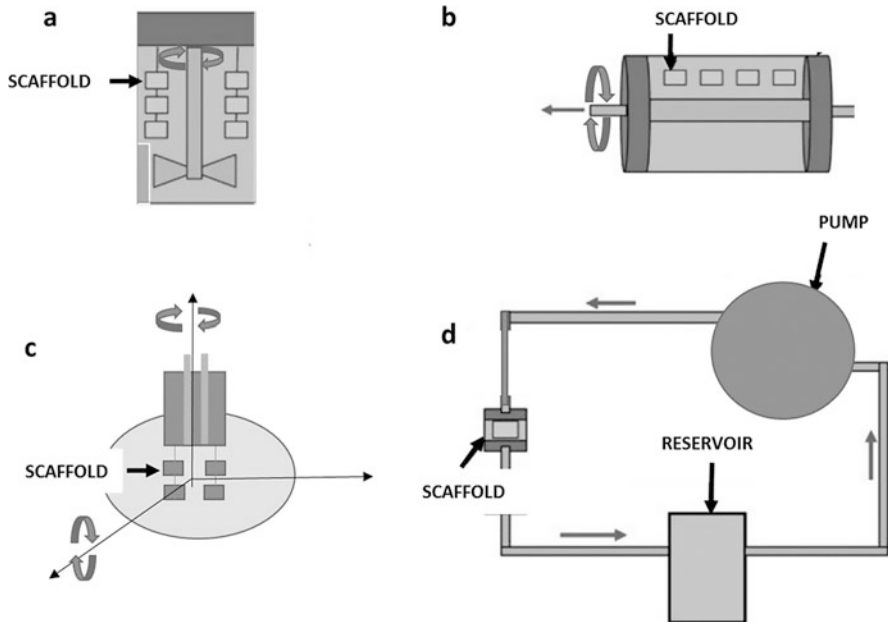 a
SCAFFOLD
b
SCAFFOLD
c
SCAFFOLD
d
PUMP
SCAFFOLD
RESERVOIR